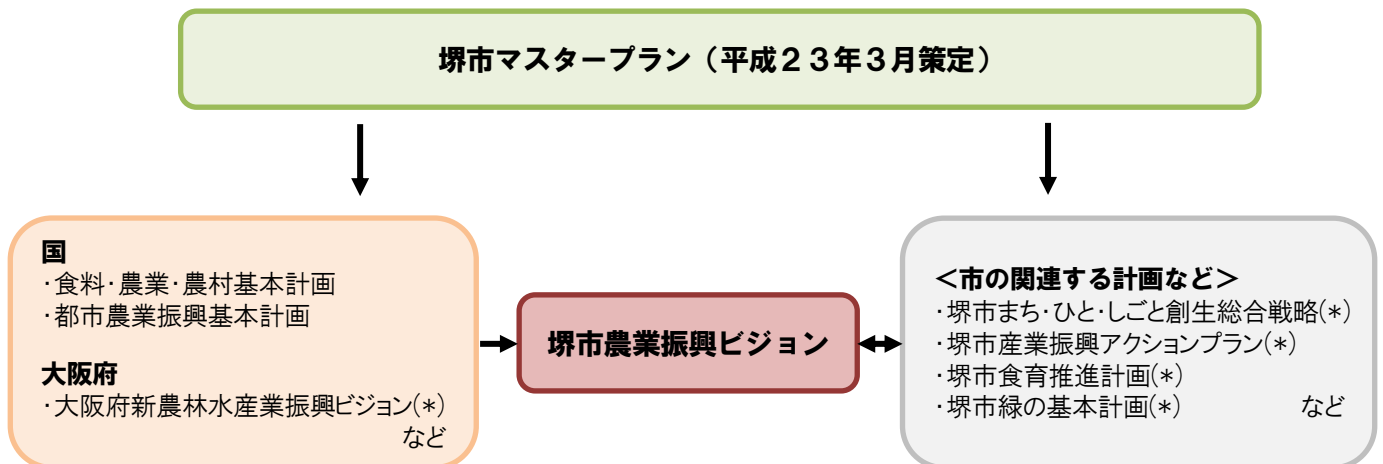 堺市マスタープラン（平成２３年３月策定）
国
・食料・農業・農村基本計画
・都市農業振興基本計画
大阪府
・大阪府新農林水産業振興ビジョン(*)
など
堺市農業振興ビジョン
＜市の関連する計画など＞
・堺市まち・ひと・しごと創生総合戦略(*)
・堺市産業振興アクションプラン(*)
・堺市食育推進計画(*)
・堺市緑の基本計画(*) など